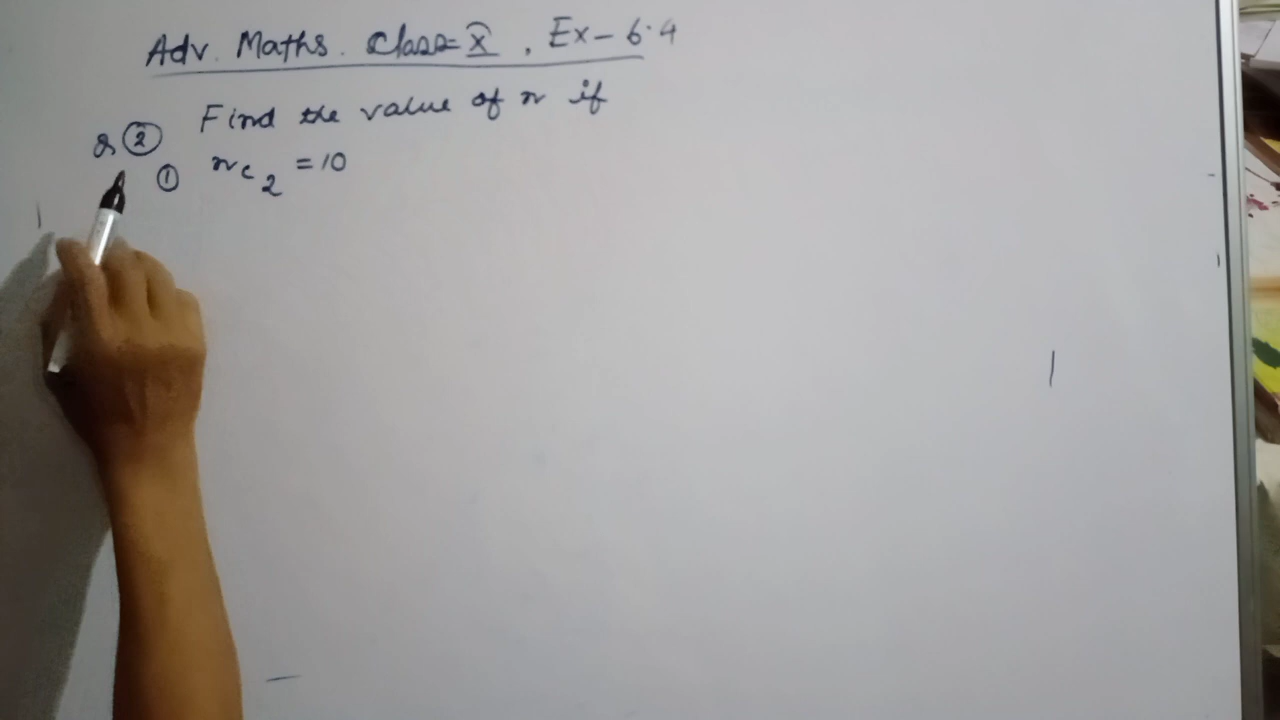 Adv. Maths. Class-X, Ex-6.4
Q② Find the value of n if
① nC2 = 10